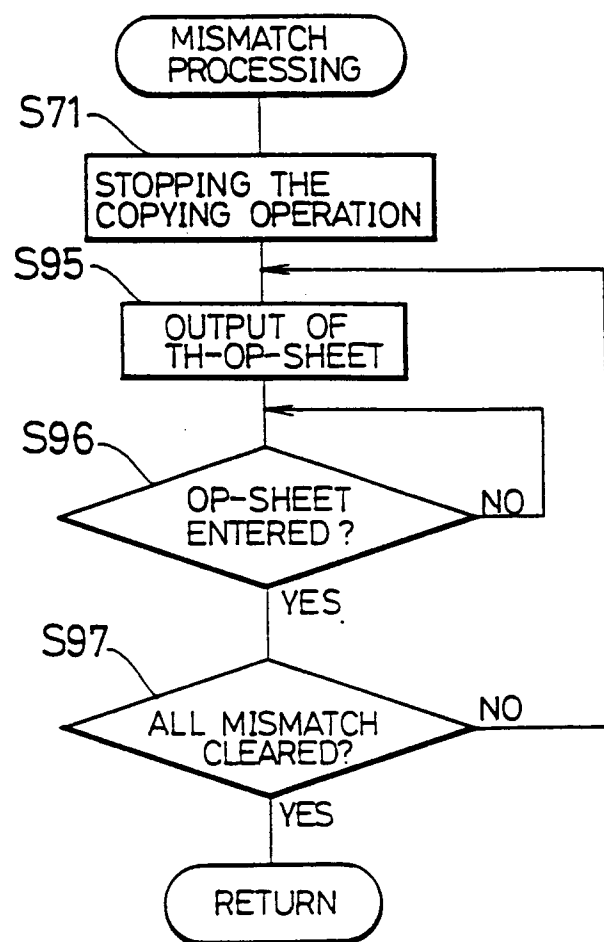 MISMATCH
PROCESSING
S71
STOPPING THE
COPYING OPERATION
S95
OUTPUT OF
TH-OP-SHEET
S96
OP-SHEET
ENTERED?
NO
YES
S97
ALL MISMATCH
CLEARED?
NO
YES
RETURN